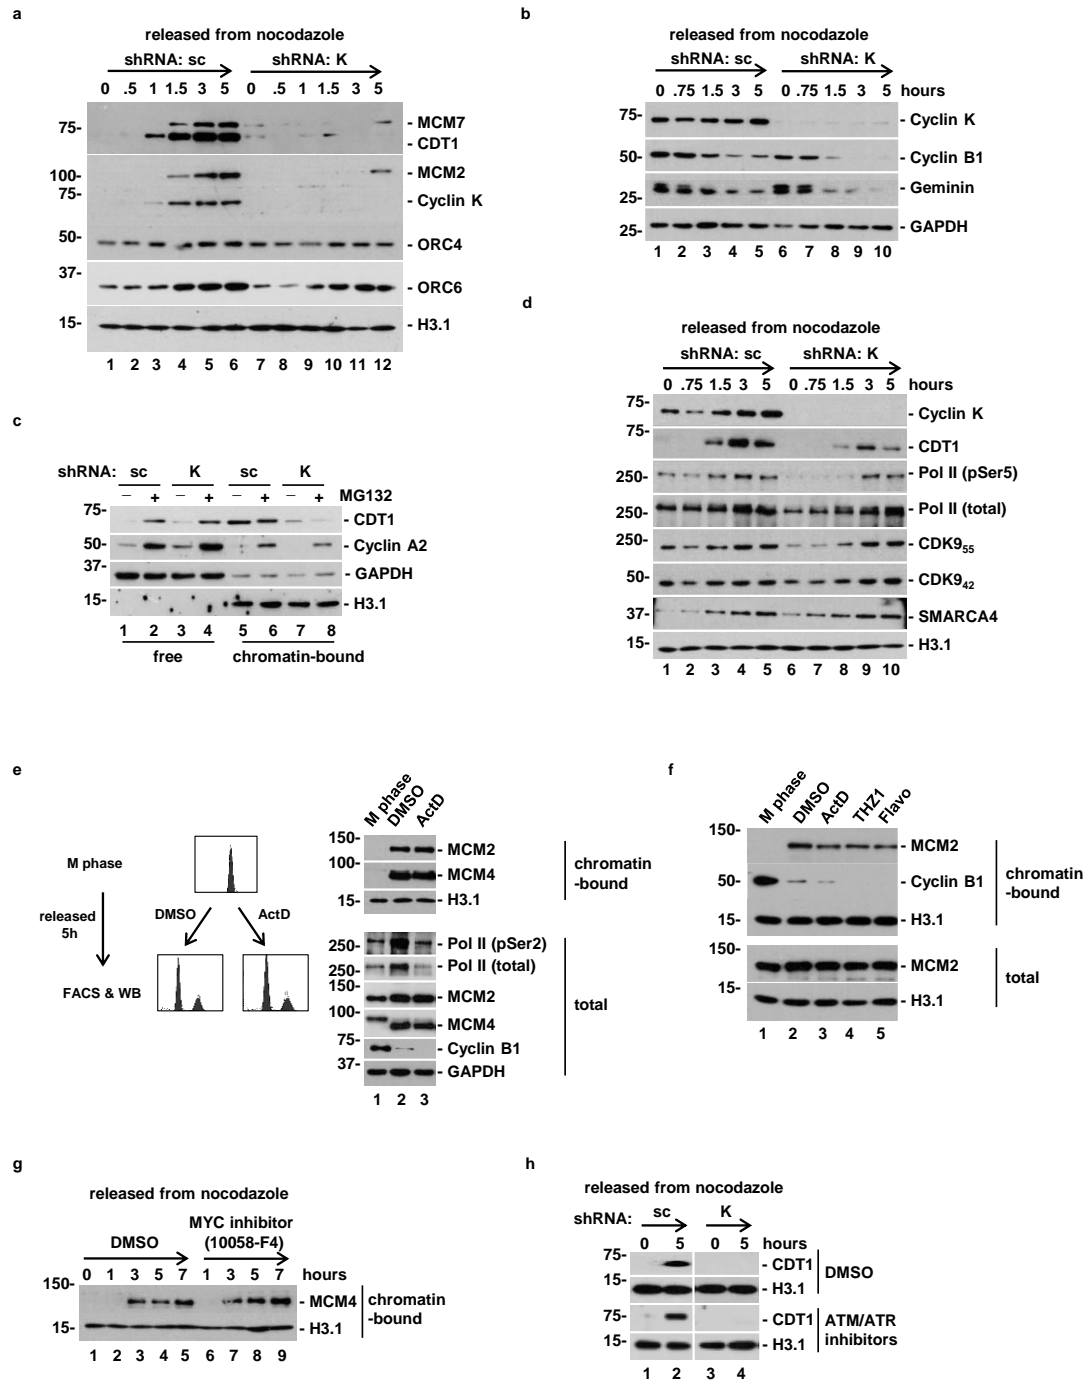 a
released from nocodazole
shRNA: sc shRNA: K
0 .5 1 1.5 3 5 0 .5 1 1.5 3 5
75-
- MCM7
- CDT1
100-
75-
- MCM2
- Cyclin K
50-
- ORC4
37-
- ORC6
15-
- H3.1
1 2 3 4 5 6 7 8 9 10 11 12
b
released from nocodazole
shRNA: sc shRNA: K
0 .75 1.5 3 5 0 .75 1.5 3 5 hours
75-
- Cyclin K
50-
- Cyclin B1
25-
- Geminin
25-
- GAPDH
1 2 3 4 5 6 7 8 9 10
c
shRNA: sc K sc K
– + – + – + – + MG132
75-
- CDT1
50-
- Cyclin A2
37-
- GAPDH
15-
- H3.1
1 2 3 4 5 6 7 8
free chromatin-bound
d
released from nocodazole
shRNA: sc shRNA: K
0 .75 1.5 3 5 0 .75 1.5 3 5 hours
75-
- Cyclin K
75-
- CDT1
250-
- Pol II (pSer5)
250-
- Pol II (total)
250-
- CDK955
50-
- CDK942
37-
- SMARCA4
15-
- H3.1
1 2 3 4 5 6 7 8 9 10
e
M phase
released
5h
FACS & WB
DMSO ActD
M phase DMSO ActD
150-
- MCM2
100-
- MCM4
15-
- H3.1
chromatin
-bound
250-
- Pol II (pSer2)
250-
- Pol II (total)
150-
- MCM2
100-
- MCM4
75-
- Cyclin B1
37-
- GAPDH
total
1 2 3
f
M phase DMSO ActD THZ1 Flavo
150-
- MCM2
50-
- Cyclin B1
15-
- H3.1
chromatin
-bound
150-
- MCM2
15-
- H3.1
total
1 2 3 4 5
g
released from nocodazole
DMSO
MYC inhibitor
(10058-F4)
0 1 3 5 7 1 3 5 7 hours
150-
- MCM4
15-
- H3.1
chromatin
-bound
1 2 3 4 5 6 7 8 9
h
released from nocodazole
shRNA: sc K
0 5 0 5 hours
75-
- CDT1
15-
- H3.1
DMSO
75-
- CDT1
15-
- H3.1
ATM/ATR
inhibitors
1 2 3 4